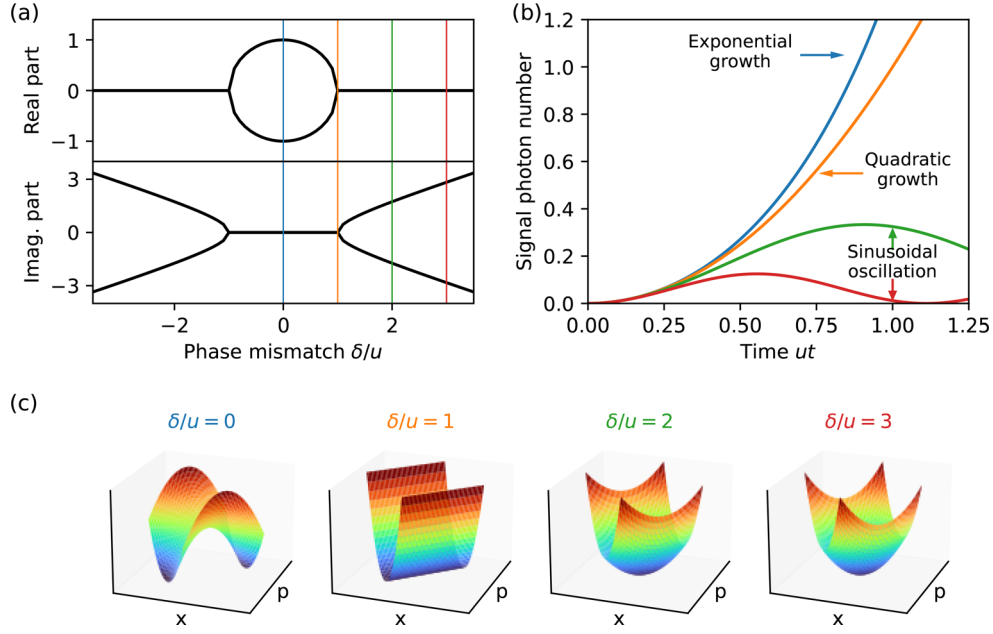 (a)
Real part
1
0
−1
Imag. part
3
0
−3
−2
0
2
Phase mismatch δ/u
(b)
Signal photon number
1.2
1.0
0.8
0.6
0.4
0.2
0.0
Exponential
growth
Quadratic
growth
Sinusoidal
oscillation
0.00
0.25
0.50
0.75
1.00
1.25
Time ut
(c)
δ/u = 0
δ/u = 1
δ/u = 2
δ/u = 3
x
p
x
p
x
p
x
p